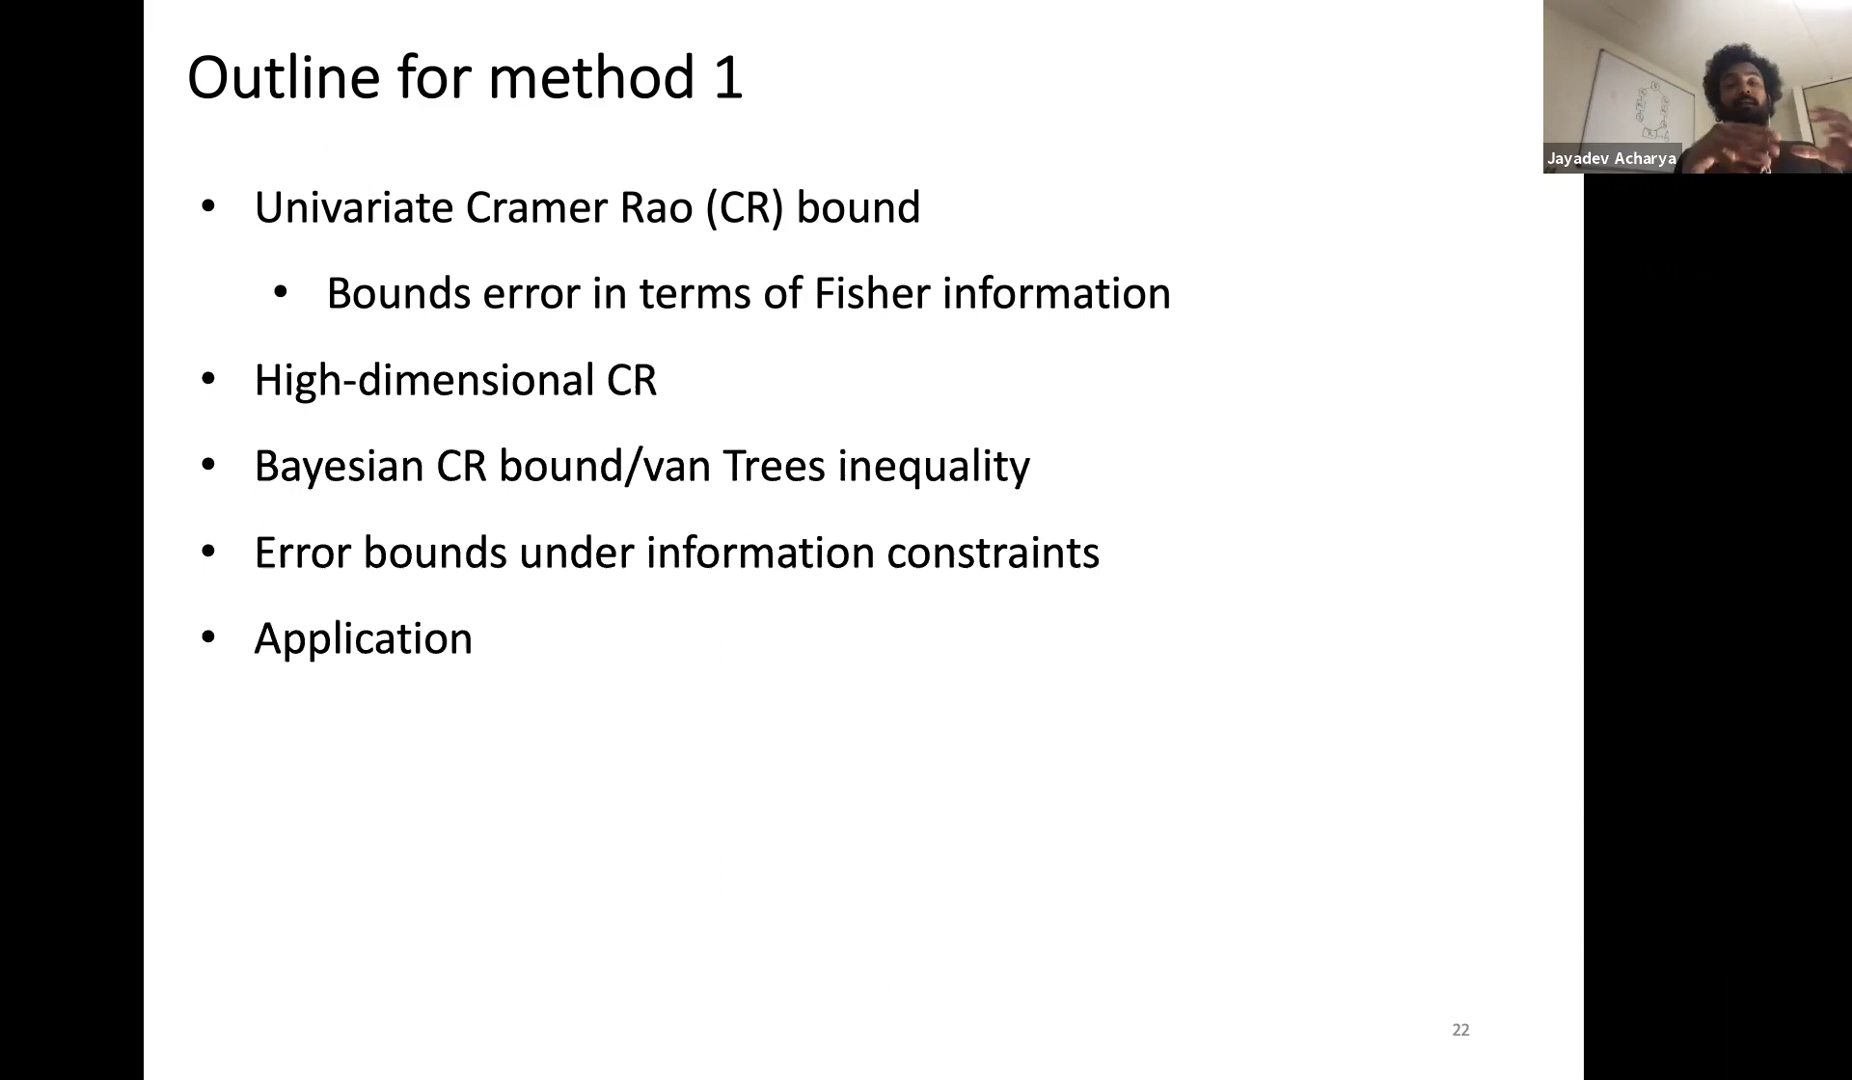 Outline for method 1
Jayadev Acharya
• Univariate Cramer Rao (CR) bound
• Bounds error in terms of Fisher information
• High-dimensional CR
• Bayesian CR bound/van Trees inequality
• Error bounds under information constraints
• Application
22